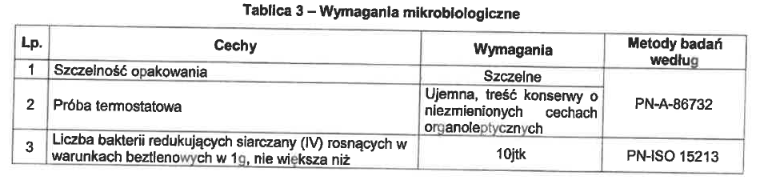 Tablica 3 – Wymagania mikrobiologiczne
Lp. Cechy Wymagania Metody badań
według
1 Szczelność opakowania Szczelne
2 Próba termostatowa Ujemna, treść konserwy o
niezmienionych cechach
organoleptycznych
PN-A-86732
3 Liczba bakterii redukujących siarczany (IV) rosnących w
warunkach beztlenowych w 1g, nie większa niż
10jtk PN-ISO 15213